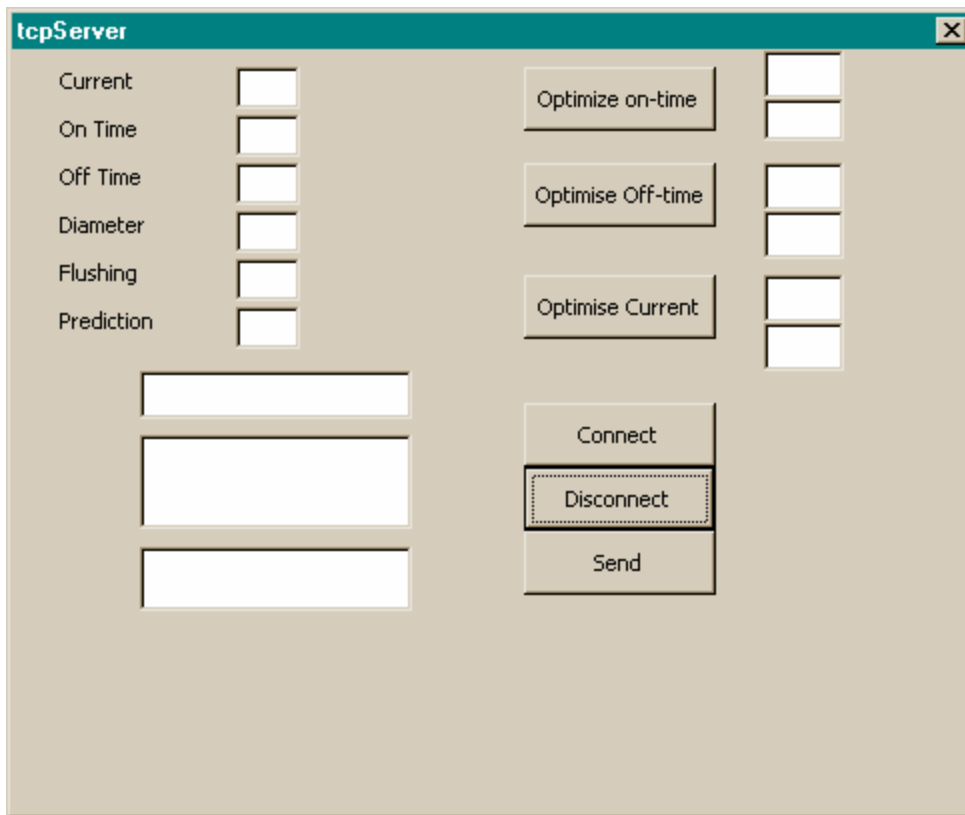 tcpServer
Current
On Time
Off Time
Diameter
Flushing
Prediction
Optimize on-time
Optimise Off-time
Optimise Current
Connect
Disconnect
Send